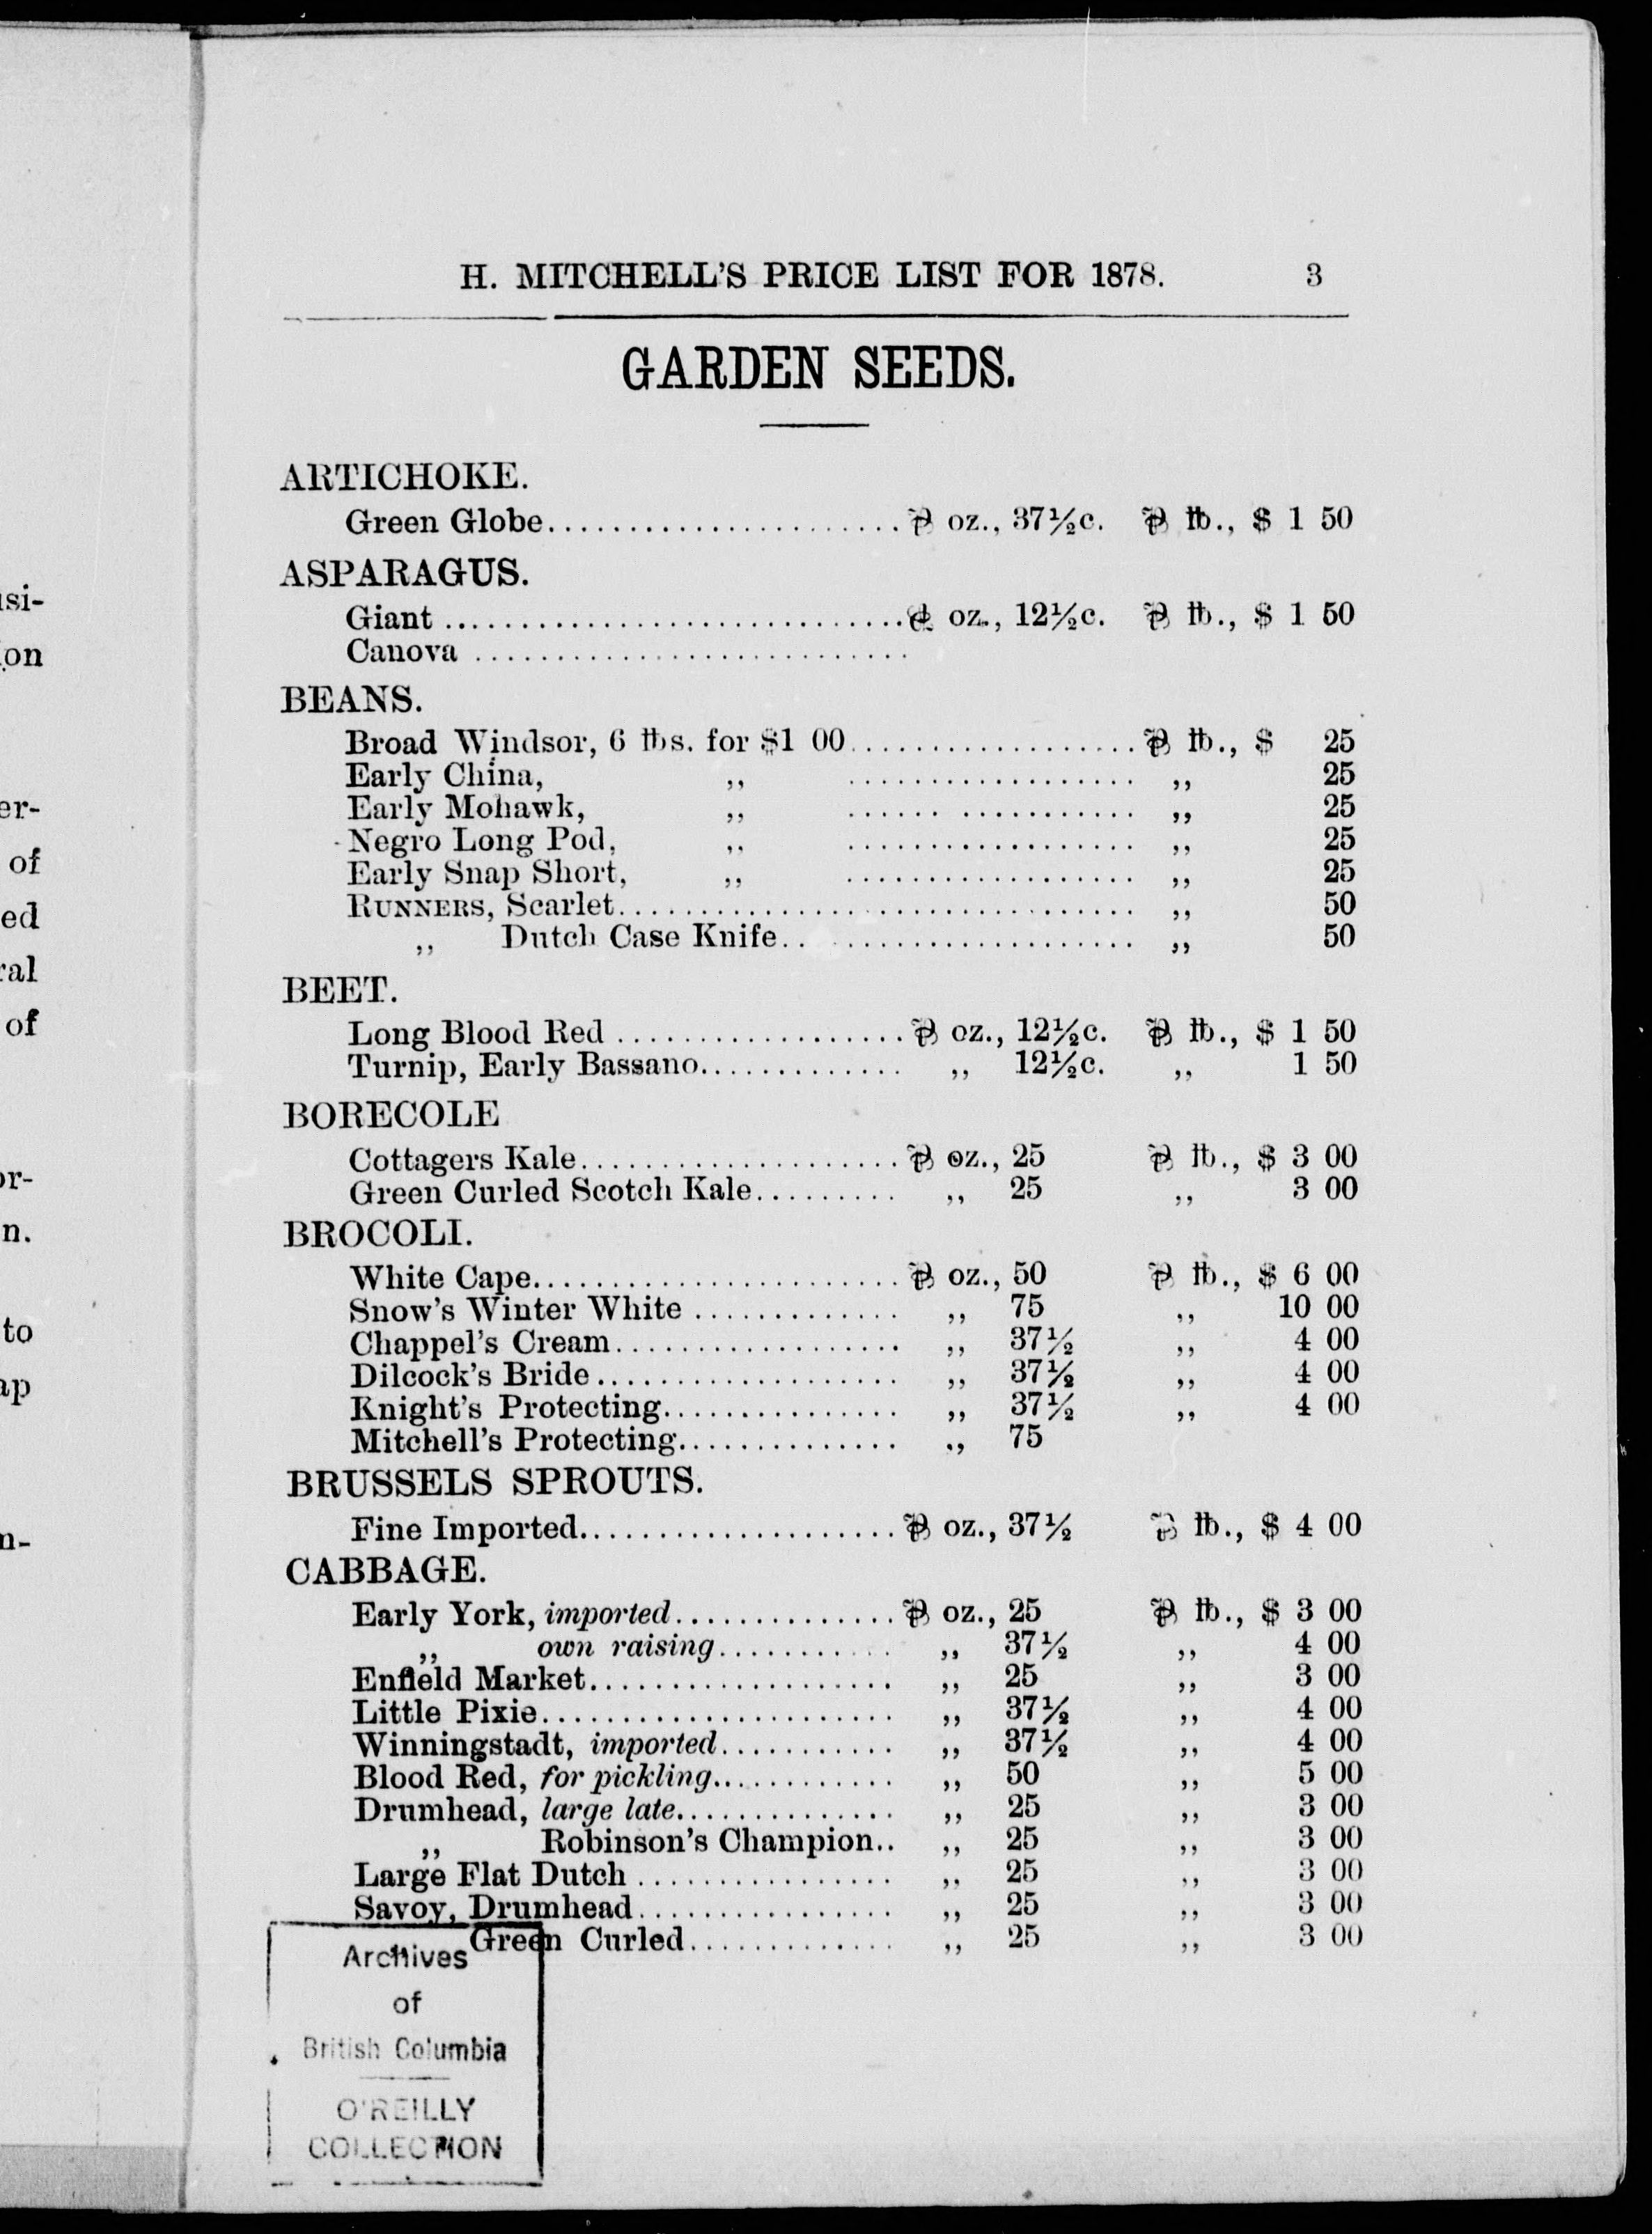 H. MITCHELL'S PRICE LIST FOR 1878. 3
GARDEN SEEDS.
ARTICHOKE.
Green Globe.....................⅌ oz., 37½c. ⅌ ℔., $ 1 50
ASPARAGUS.
Giant ............................⅌ oz., 12½c. ⅌ ℔., $ 1 50
Canova ..........................
BEANS.
Broad Windsor, 6 ℔s. for $1 00.................⅌ ℔., $ 25
Early China, ,, .................. ,, 25
Early Mohawk, ,, ...... ........... ,, 25
Negro Long Pod, ,, .................. ,, 25
Early Snap Short, ,, .................. ,, 25
RUNNERS, Scarlet................................ ,, 50
,, Dutch Case Knife...................... ,, 50
BEET.
Long Blood Red ..................⅌ oz., 12½c. ⅌ ℔., $ 1 50
Turnip, Early Bassano............. ,, 12½c. ,, 1 50
BORECOLE
Cottagers Kale....................⅌ oz., 25 ⅌ ℔., $ 3 00
Green Curled Scotch Kale......... ,, 25 ,, 3 00
BROCOLI.
White Cape.......................⅌ oz., 50 ⅌ ℔., $ 6 00
Snow's Winter White ............. ,, 75 ,, 10 00
Chappel's Cream.................. ,, 37½ ,, 4 00
Dilcock's Bride................... ,, 37½ ,, 4 00
Knight's Protecting............... ,, 37½ ,, 4 00
Mitchell's Protecting.............. ,, 75
BRUSSELS SPROUTS.
Fine Imported....................⅌ oz., 37½ ⅌ ℔., $ 4 00
CABBAGE.
Early York, imported..............⅌ oz., 25 ⅌ ℔., $ 3 00
,, own raising........... ,, 37½ ,, 4 00
Enfield Market................... ,, 25 ,, 3 00
Little Pixie...................... ,, 37½ ,, 4 00
Winningstadt, imported........... ,, 37½ ,, 4 00
Blood Red, for pickling............ ,, 50 ,, 5 00
Drumhead, large late.............. ,, 25 ,, 3 00
,, Robinson's Champion.. ,, 25 ,, 3 00
Large Flat Dutch ................ ,, 25 ,, 3 00
Savoy, Drumhead................ ,, 25 ,, 3 00
Green Curled............. ,, 25 ,, 3 00
Archives
of
British Columbia
O'REILLY
COLLECTION